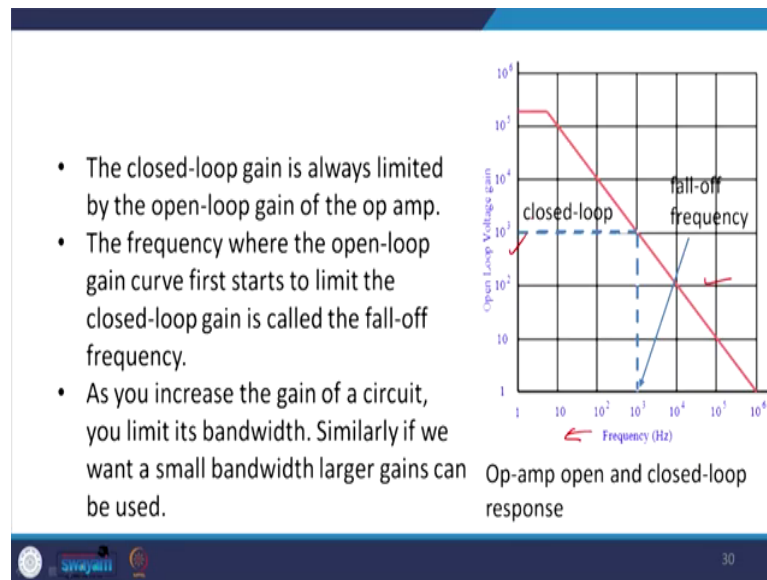 • The closed-loop gain is always limited
by the open-loop gain of the op amp.
• The frequency where the open-loop
gain curve first starts to limit the
closed-loop gain is called the fall-off
frequency.
• As you increase the gain of a circuit,
you limit its bandwidth. Similarly if we
want a small bandwidth larger gains can
be used.
Open Loop Voltage gain
10⁶
10⁵
10⁴
10³
10²
10
1
closed-loop
fall-off
frequency
1 10 10² 10³ 10⁴ 10⁵ 10⁶
Frequency (Hz)
Op-amp open and closed-loop
response
swayam
30